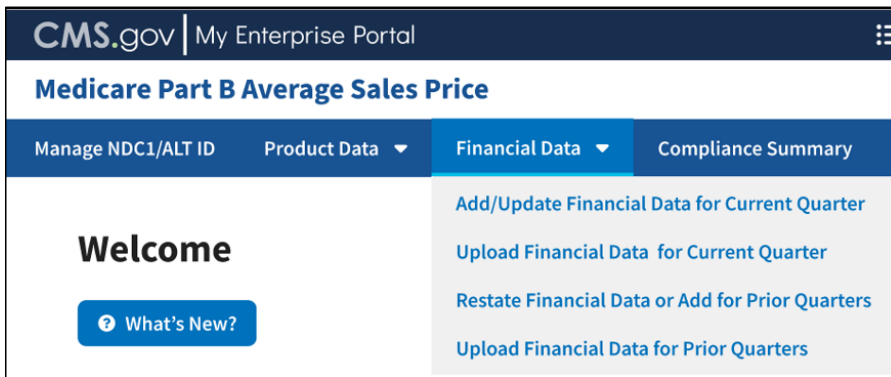 CMS.gov My Enterprise Portal
Medicare Part B Average Sales Price
Manage NDC1/ALT ID Product Data Financial Data Compliance Summary
Add/Update Financial Data for Current Quarter
Upload Financial Data for Current Quarter
Restate Financial Data or Add for Prior Quarters
Upload Financial Data for Prior Quarters
Welcome
What's New?